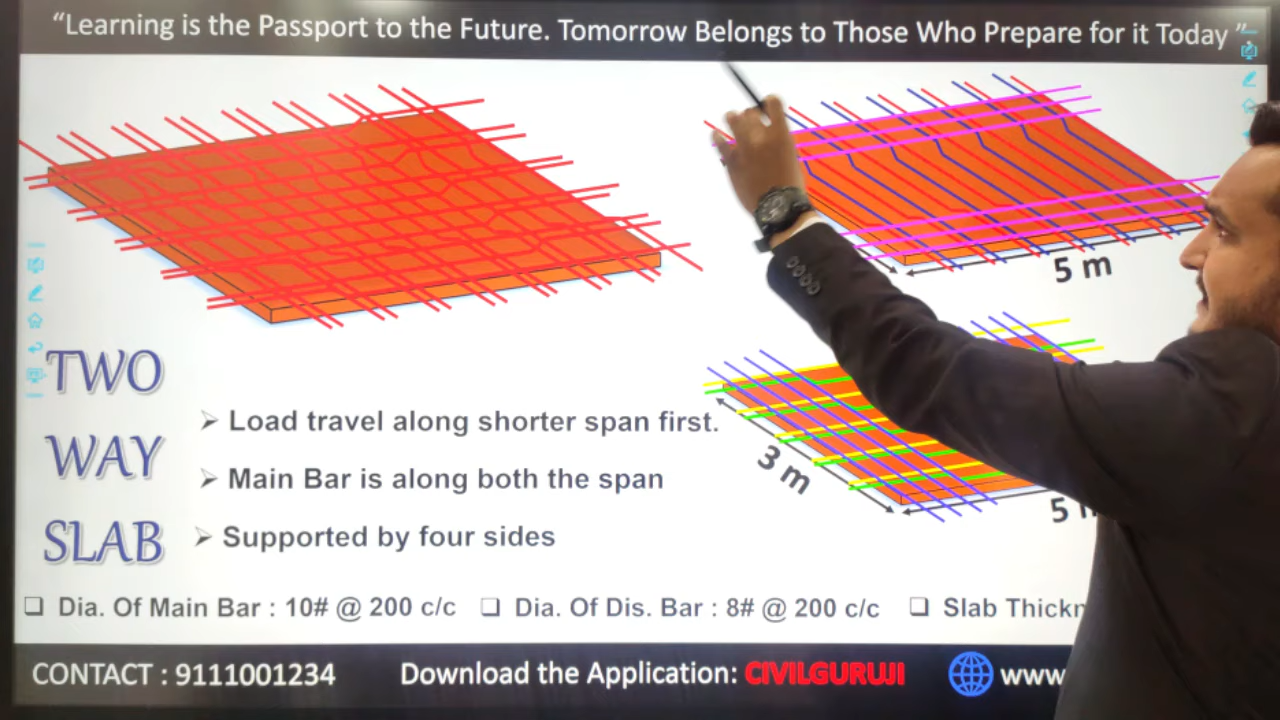 “Learning is the Passport to the Future. Tomorrow Belongs to Those Who Prepare for it Today ”
5 m
3 m
5
TWO
WAY
SLAB
➢ Load travel along shorter span first.
➢ Main Bar is along both the span
➢ Supported by four sides
❑ Dia. Of Main Bar : 10# @ 200 c/c ❑ Dia. Of Dis. Bar : 8# @ 200 c/c ❑ Slab
CONTACT : 9111001234 Download the Application: CIVILGURUJI www